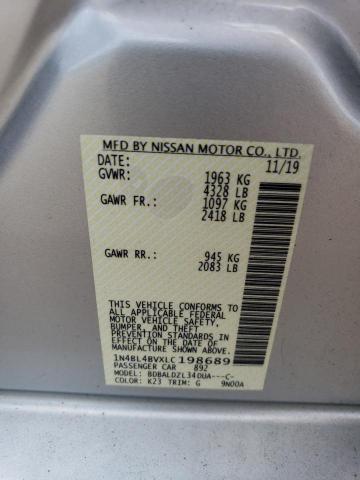 MFD BY NISSAN MOTOR CO., LTD.
DATE: 11/19
GVWR: 1963 KG
4328 LB
GAWR FR.: 1097 KG
2418 LB
GAWR RR.: 945 KG
2083 LB
THIS VEHICLE CONFORMS TO
ALL APPLICABLE FEDERAL
MOTOR VEHICLE SAFETY,
BUMPER, AND THEFT
PREVENTION STANDARDS
IN EFFECT ON THE DATE OF
MANUFACTURE SHOWN ABOVE.
1N4BL4BVXLC198689
PASSENGER CAR 892
MODEL: BDBALDZL34DUA---C-
COLOR: K23 TRIM: G 9N00A